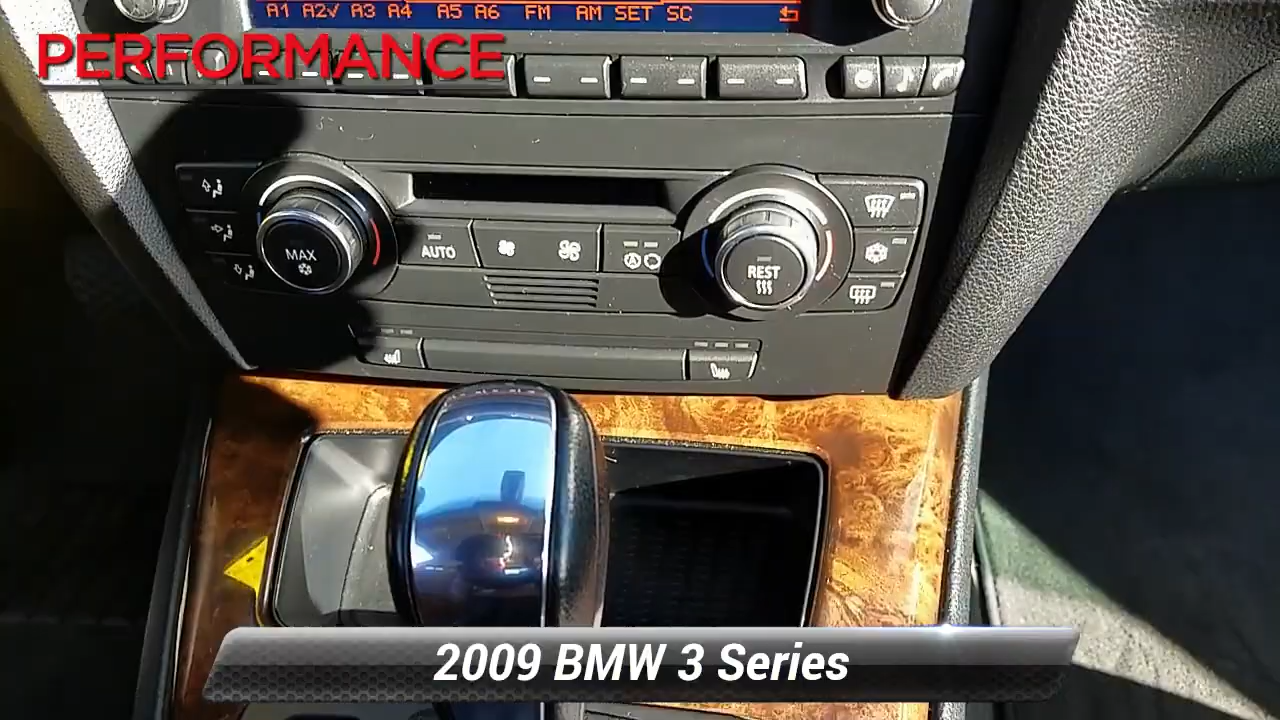 A1 A2V A3 A4 A5 A6 FM AM SET SC
PERFORMANCE
AUTO
MAX
REST
2009 BMW 3 Series